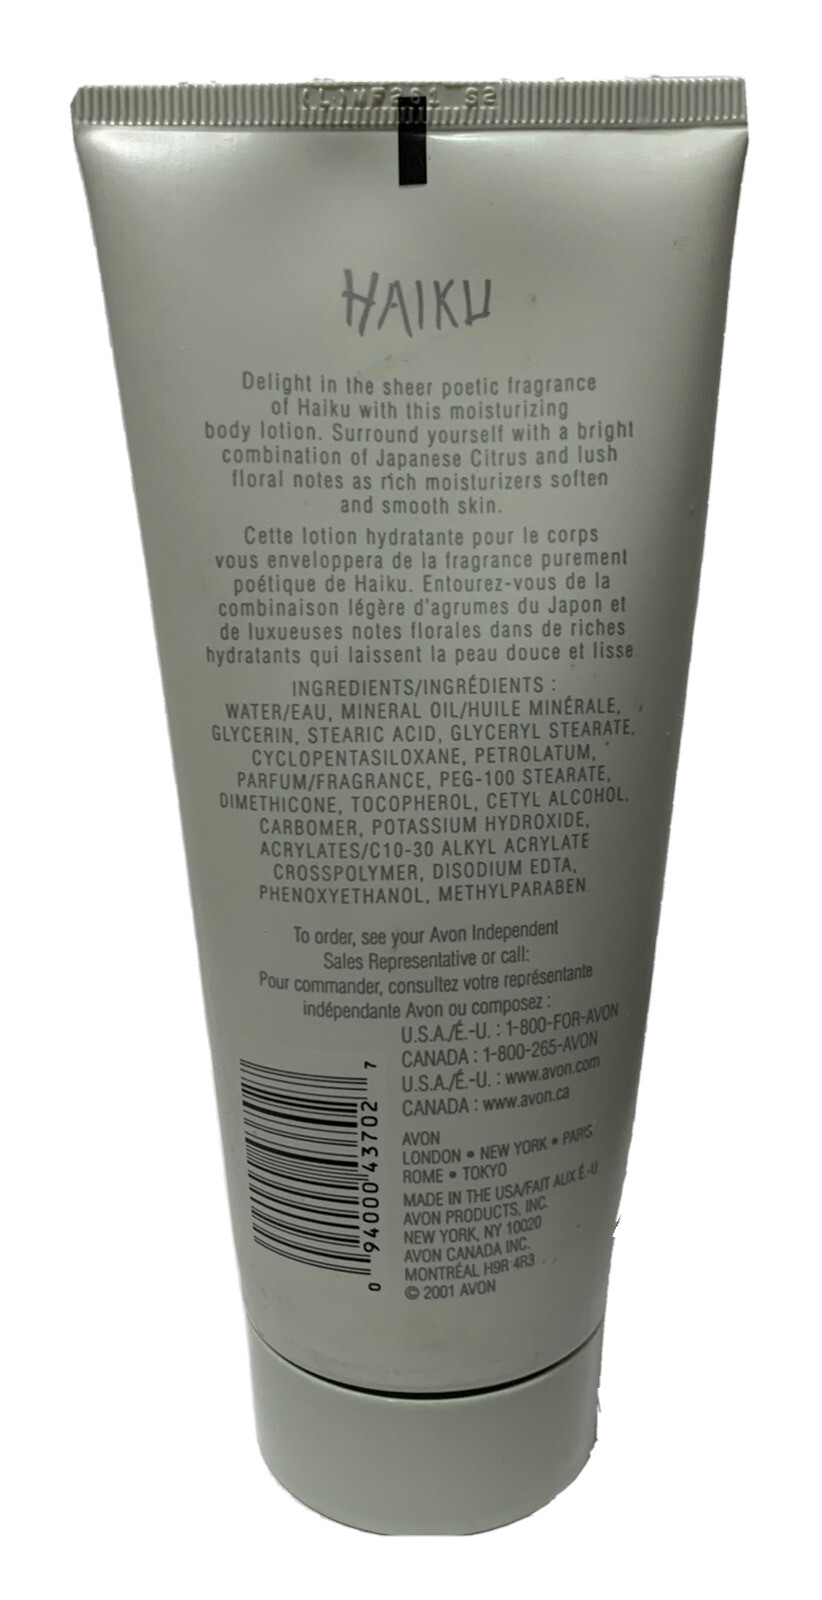 HAIKU
Delight in the sheer poetic fragrance
of Haiku with this moisturizing
body lotion. Surround yourself with a bright
combination of Japanese Citrus and lush
floral notes as rich moisturizers soften
and smooth skin.
Cette lotion hydratante pour le corps
vous enveloppera de la fragrance purement
poétique de Haiku. Entourez-vous de la
combinaison légère d'agrumes du Japon et
de luxueuses notes florales dans de riches
hydratants qui laissent la peau douce et lisse.
INGREDIENTS/INGRÉDIENTS :
WATER/EAU, MINERAL OIL/HUILE MINÉRALE,
GLYCERIN, STEARIC ACID, GLYCERYL STEARATE,
CYCLOPENTASILOXANE, PETROLATUM,
PARFUM/FRAGRANCE, PEG-100 STEARATE,
DIMETHICONE, TOCOPHEROL, CETYL ALCOHOL,
CARBOMER, POTASSIUM HYDROXIDE,
ACRYLATES/C10-30 ALKYL ACRYLATE
CROSSPOLYMER, DISODIUM EDTA,
PHENOXYETHANOL, METHYLPARABEN.
To order, see your Avon Independent
Sales Representative or call:
Pour commander, consultez votre représentante
indépendante Avon ou composez :
U.S.A./É.-U. : 1-800-FOR-AVON
CANADA : 1-800-265-AVON
U.S.A./É.-U. : www.avon.com
CANADA : www.avon.ca
AVON
LONDON • NEW YORK • PARIS
ROME • TOKYO
MADE IN THE USA/FAIT AUX É.-U.
AVON PRODUCTS, INC.
NEW YORK, NY 10020
AVON CANADA INC.
MONTRÉAL H9R 4R3
© 2001 AVON
0 94000 43702 7